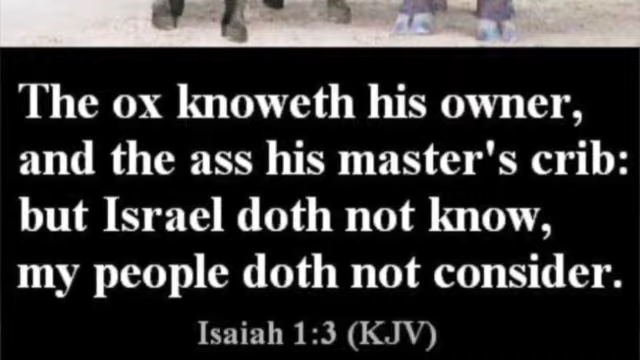 The ox knoweth his owner,
and the ass his master's crib:
but Israel doth not know,
my people doth not consider.
Isaiah 1:3 (KJV)